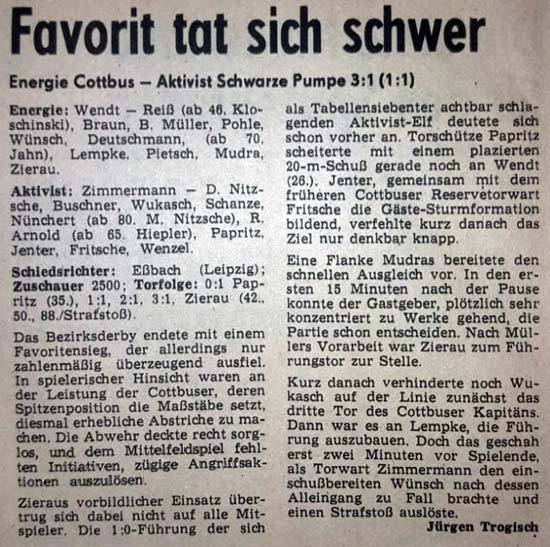 Favorit tat sich schwer
Energie Cottbus — Aktivist Schwarze Pumpe 3:1 (1:1)
Energie: Wendt — Reiß (ab 46. Klo-
schinski), Braun, B. Müller, Pohle,
Wünsch, Deutschmann, (ab 70.
Jahn), Lempke, Pietsch, Mudra,
Zierau.
Aktivist: Zimmermann — D. Nitz-
sche, Buschner, Wukasch, Schanze,
Nünchert (ab 80. M. Nitzsche), R.
Arnold (ab 65. Hiepler), Papritz,
Jenter, Fritsche, Wenzel.
Schiedsrichter: Eßbach (Leipzig);
Zuschauer 2500; Torfolge: 0:1 Pap-
ritz (35.), 1:1, 2:1, 3:1, Zierau (42.,
50., 88./Strafstoß).
Das Bezirksderby endete mit einem
Favoritensieg, der allerdings nur
zahlenmäßig überzeugend ausfiel.
In spielerischer Hinsicht waren an
der Leistung der Cottbuser, deren
Spitzenposition die Maßstäbe setzt,
diesmal erhebliche Abstriche zu ma-
chen. Die Abwehr deckte recht sorg-
los, und dem Mittelfeldspiel fehl-
ten Initiativen, zügige Angriffsak-
tionen auszulösen.
Zieraus vorbildlicher Einsatz über-
trug sich dabei nicht auf alle Mit-
spieler. Die 1:0-Führung der sich
als Tabellensiebenter achtbar schla-
genden Aktivist-Elf deutete sich
schon vorher an. Torschütze Papritz
scheiterte mit einem plazierten
20-m-Schuß gerade noch an Wendt
(26.). Jenter, gemeinsam mit dem
früheren Cottbuser Reservetorwart
Fritsche die Gäste-Sturmformation
bildend, verfehlte kurz danach das
Ziel nur denkbar knapp.
Eine Flanke Mudras bereitete den
schnellen Ausgleich vor. In den er-
sten 15 Minuten nach der Pause
konnte der Gastgeber, plötzlich sehr
konzentriert zu Werke gehend, die
Partie schon entscheiden. Nach Mül-
lers Vorarbeit war Zierau zum Füh-
rungstor zur Stelle.
Kurz danach verhinderte noch Wu-
kasch auf der Linie zunächst das
dritte Tor des Cottbuser Kapitäns.
Dann war es an Lempke, die Füh-
rung auszubauen. Doch das geschah
erst zwei Minuten vor Spielende,
als Torwart Zimmermann den ein-
schußbereiten Wünsch nach dessen
Alleingang zu Fall brachte und
einen Strafstoß auslöste.
Jürgen Trogisch